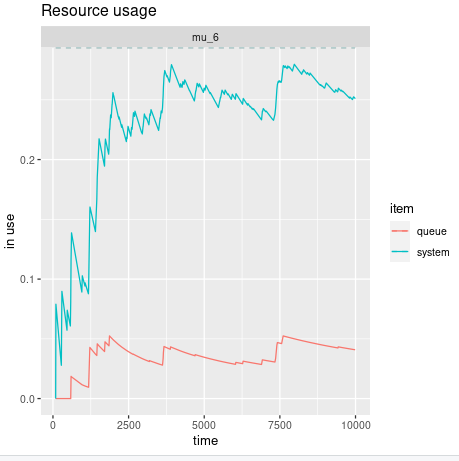 Resource usage
mu_6
in use
0.2
0.1
0.0
0
2500
5000
7500
10000
time
item
queue
system